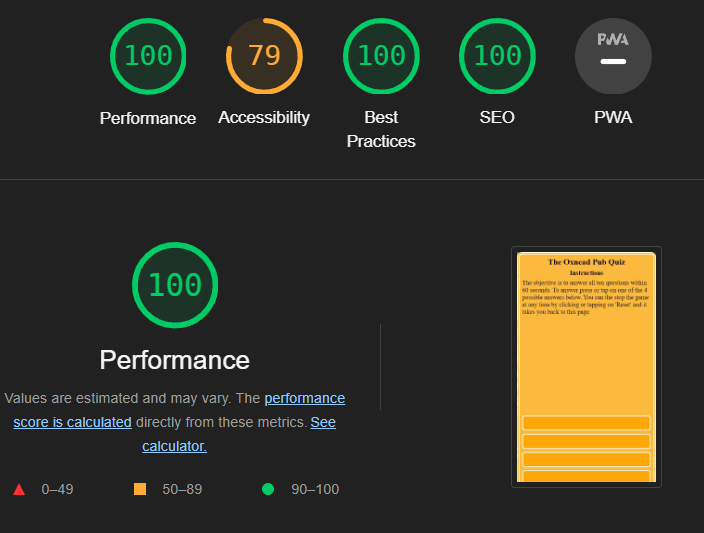 100
79
100
100
PWA
Performance
Accessibility
Best
Practices
SEO
PWA
100
Performance
Values are estimated and may vary. The performance
score is calculated directly from these metrics. See
calculator.
0–49
50–89
90–100
The Oxnead Pub Quiz
Instructions
The objective is to answer all ten questions within
60 seconds. To answer press or tap on one of the 4
possible answers below. You can the stop the game
at any time by clicking or tapping on 'Reset' and it
takes you back to this page